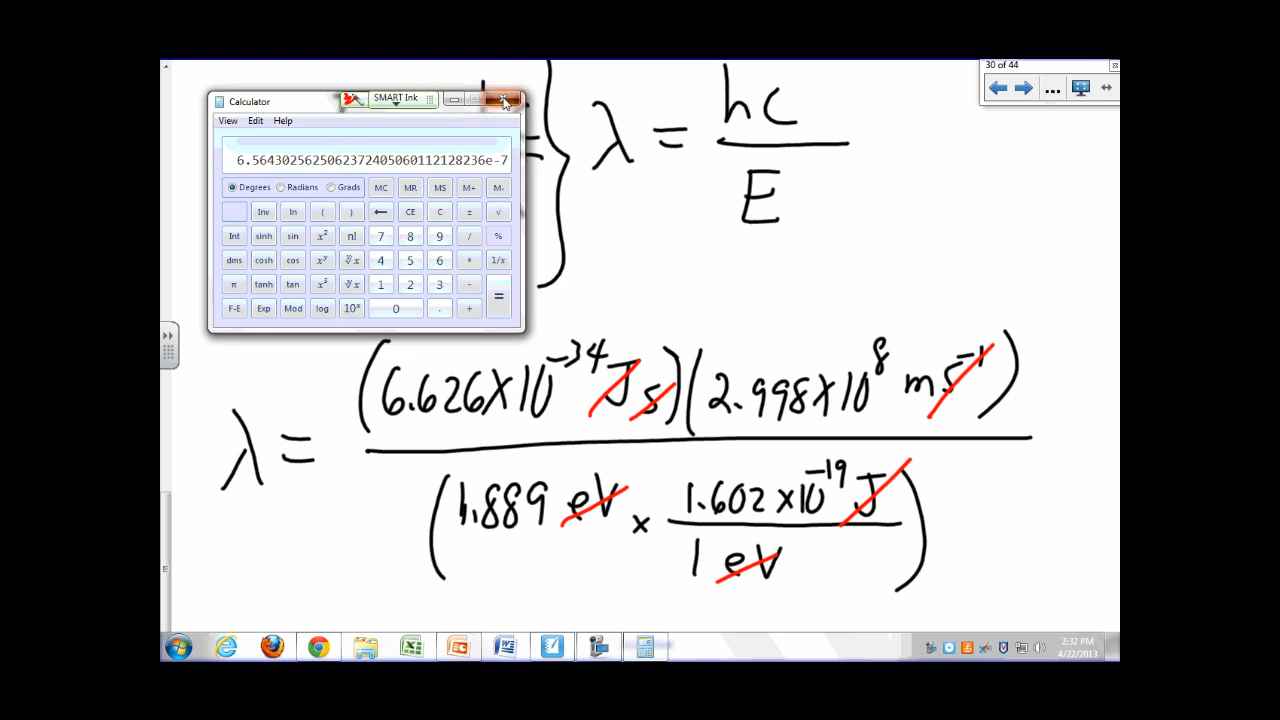 30 of 44
Calculator
SMART Ink
View Edit Help
6.5643025625062372405060112128236e-7
Degrees Radians Grads MC MR MS M+ M-
Inv ln ( ) ← CE C ± √
Int sinh sin x² n! 7 8 9 / %
dms cosh cos xʸ ʸ√x 4 5 6 * 1/x
π tanh tan x³ ³√x 1 2 3 - =
F-E Exp Mod log 10ˣ 0 . +
λ = hc / E
λ = (6.626×10⁻³⁴ J s)(2.998×10⁸ m s⁻¹)
(1.889 eV × 1.602×10⁻¹⁹ J / 1 eV)
2:32 PM
4/22/2013